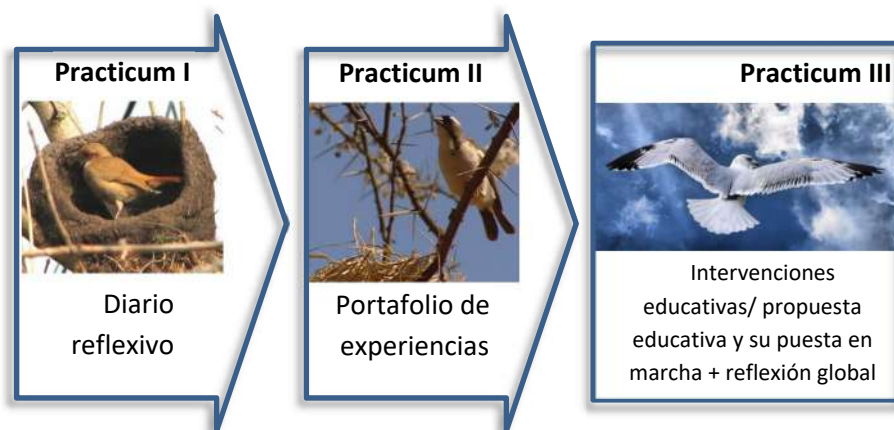 Practicum I
Diario
reflexivo
Practicum II
Portafolio de
experiencias
Practicum III
Intervenciones
educativas/ propuesta
educativa y su puesta en
marcha + reflexión global